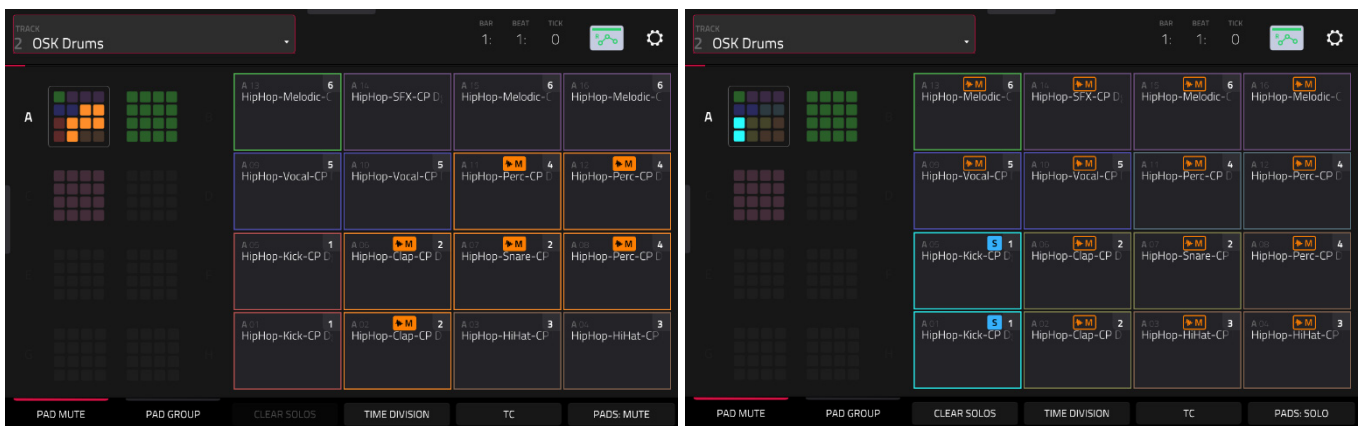 TRACK
2 OSK Drums
BAR BEAT TICK
1: 1: 0
A
A 13 6
HipHop-Melodic-C
A 14
HipHop-SFX-CP D
A 15 6
HipHop-Melodic-C
A 16 6
HipHop-Melodic-C
A 09 5
HipHop-Vocal-CP
A 10 5
HipHop-Vocal-CP
A 11 M 4
HipHop-Perc-CP D
A 12 M 4
HipHop-Perc-CP D
A 05 1
HipHop-Kick-CP D
A 06 M 2
HipHop-Clap-CP D
A 07 M 2
HipHop-Snare-CP
A 08 M 4
HipHop-Perc-CP D
A 01 1
HipHop-Kick-CP D
A 02 M 2
HipHop-Clap-CP D
A 03 3
HipHop-HiHat-CP
A 04 3
HipHop-HiHat-CP
PAD MUTE PAD GROUP CLEAR SOLOS TIME DIVISION TC PADS: MUTE
TRACK
2 OSK Drums
BAR BEAT TICK
1: 1: 0
A
A 13 M 6
HipHop-Melodic-C
A 14 M
HipHop-SFX-CP D
A 15 M 6
HipHop-Melodic-C
A 16 M 6
HipHop-Melodic-C
A 09 M 5
HipHop-Vocal-CP
A 10 M 5
HipHop-Vocal-CP
A 11 M 4
HipHop-Perc-CP D
A 12 M 4
HipHop-Perc-CP D
A 05 S 1
HipHop-Kick-CP D
A 06 M 2
HipHop-Clap-CP D
A 07 M 2
HipHop-Snare-CP
A 08 M 4
HipHop-Perc-CP D
A 01 S 1
HipHop-Kick-CP D
A 02 M 2
HipHop-Clap-CP D
A 03 M 3
HipHop-HiHat-CP
A 04 M 3
HipHop-HiHat-CP
PAD MUTE PAD GROUP CLEAR SOLOS TIME DIVISION TC PADS: SOLO